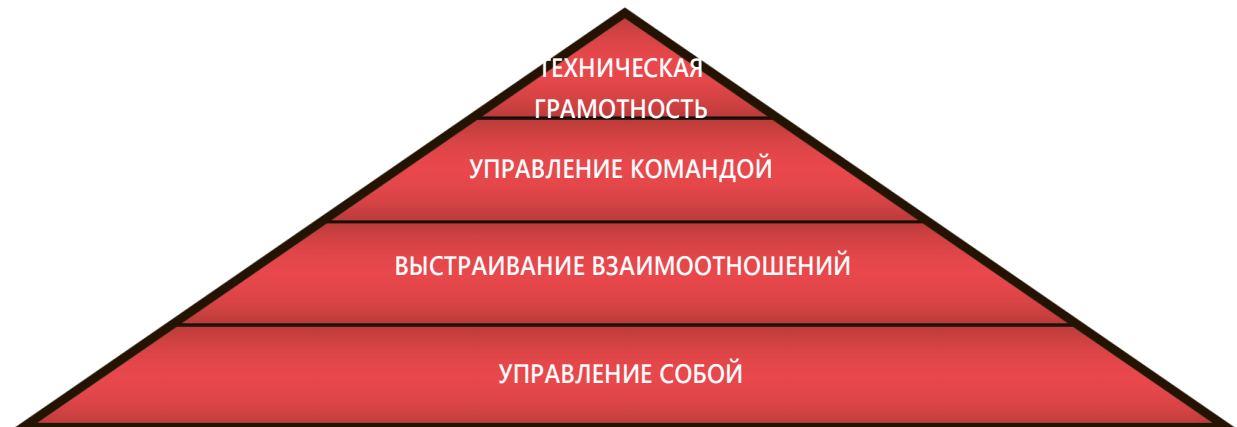 ТЕХНИЧЕСКАЯ
ГРАМОТНОСТЬ
УПРАВЛЕНИЕ КОМАНДОЙ
ВЫСТРАИВАНИЕ ВЗАИМООТНОШЕНИЙ
УПРАВЛЕНИЕ СОБОЙ